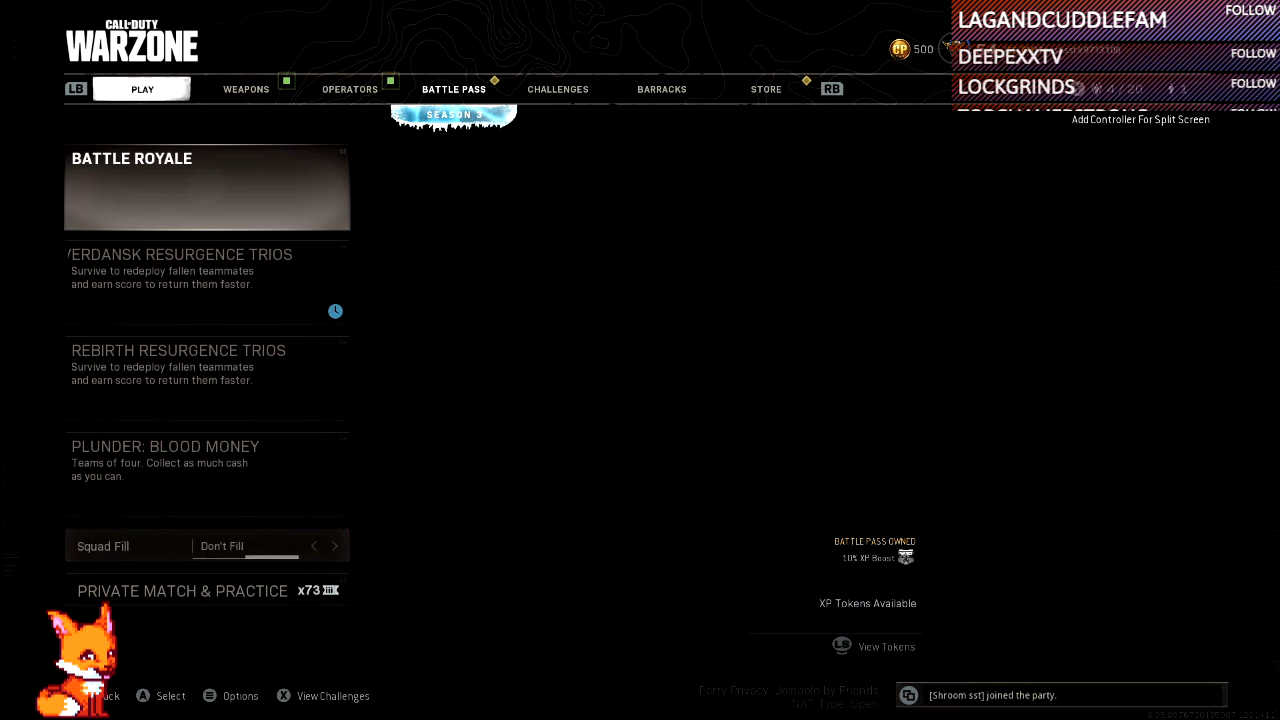 CALL OF DUTY
WARZONE
CP 500
LAGANDCUDDLEFAM FOLLOW
DEEPEXXTV FOLLOW
LOCKGRINDS FOLLOW
LB PLAY WEAPONS OPERATORS BATTLE PASS CHALLENGES BARRACKS STORE RB
SEASON 3
Add Controller For Split Screen
BATTLE ROYALE
VERDANSK RESURGENCE TRIOS
Survive to redeploy fallen teammates
and earn score to return them faster.
REBIRTH RESURGENCE TRIOS
Survive to redeploy fallen teammates
and earn score to return them faster.
PLUNDER: BLOOD MONEY
Teams of four. Collect as much cash
as you can.
Squad Fill Don't Fill
BATTLE PASS OWNED
10% XP Boost
PRIVATE MATCH & PRACTICE x73
XP Tokens Available
LS View Tokens
A Select Options X View Challenges
Party Privacy: Joinable by Friends
NAT Type: Open
[Shroom sst] joined the party.